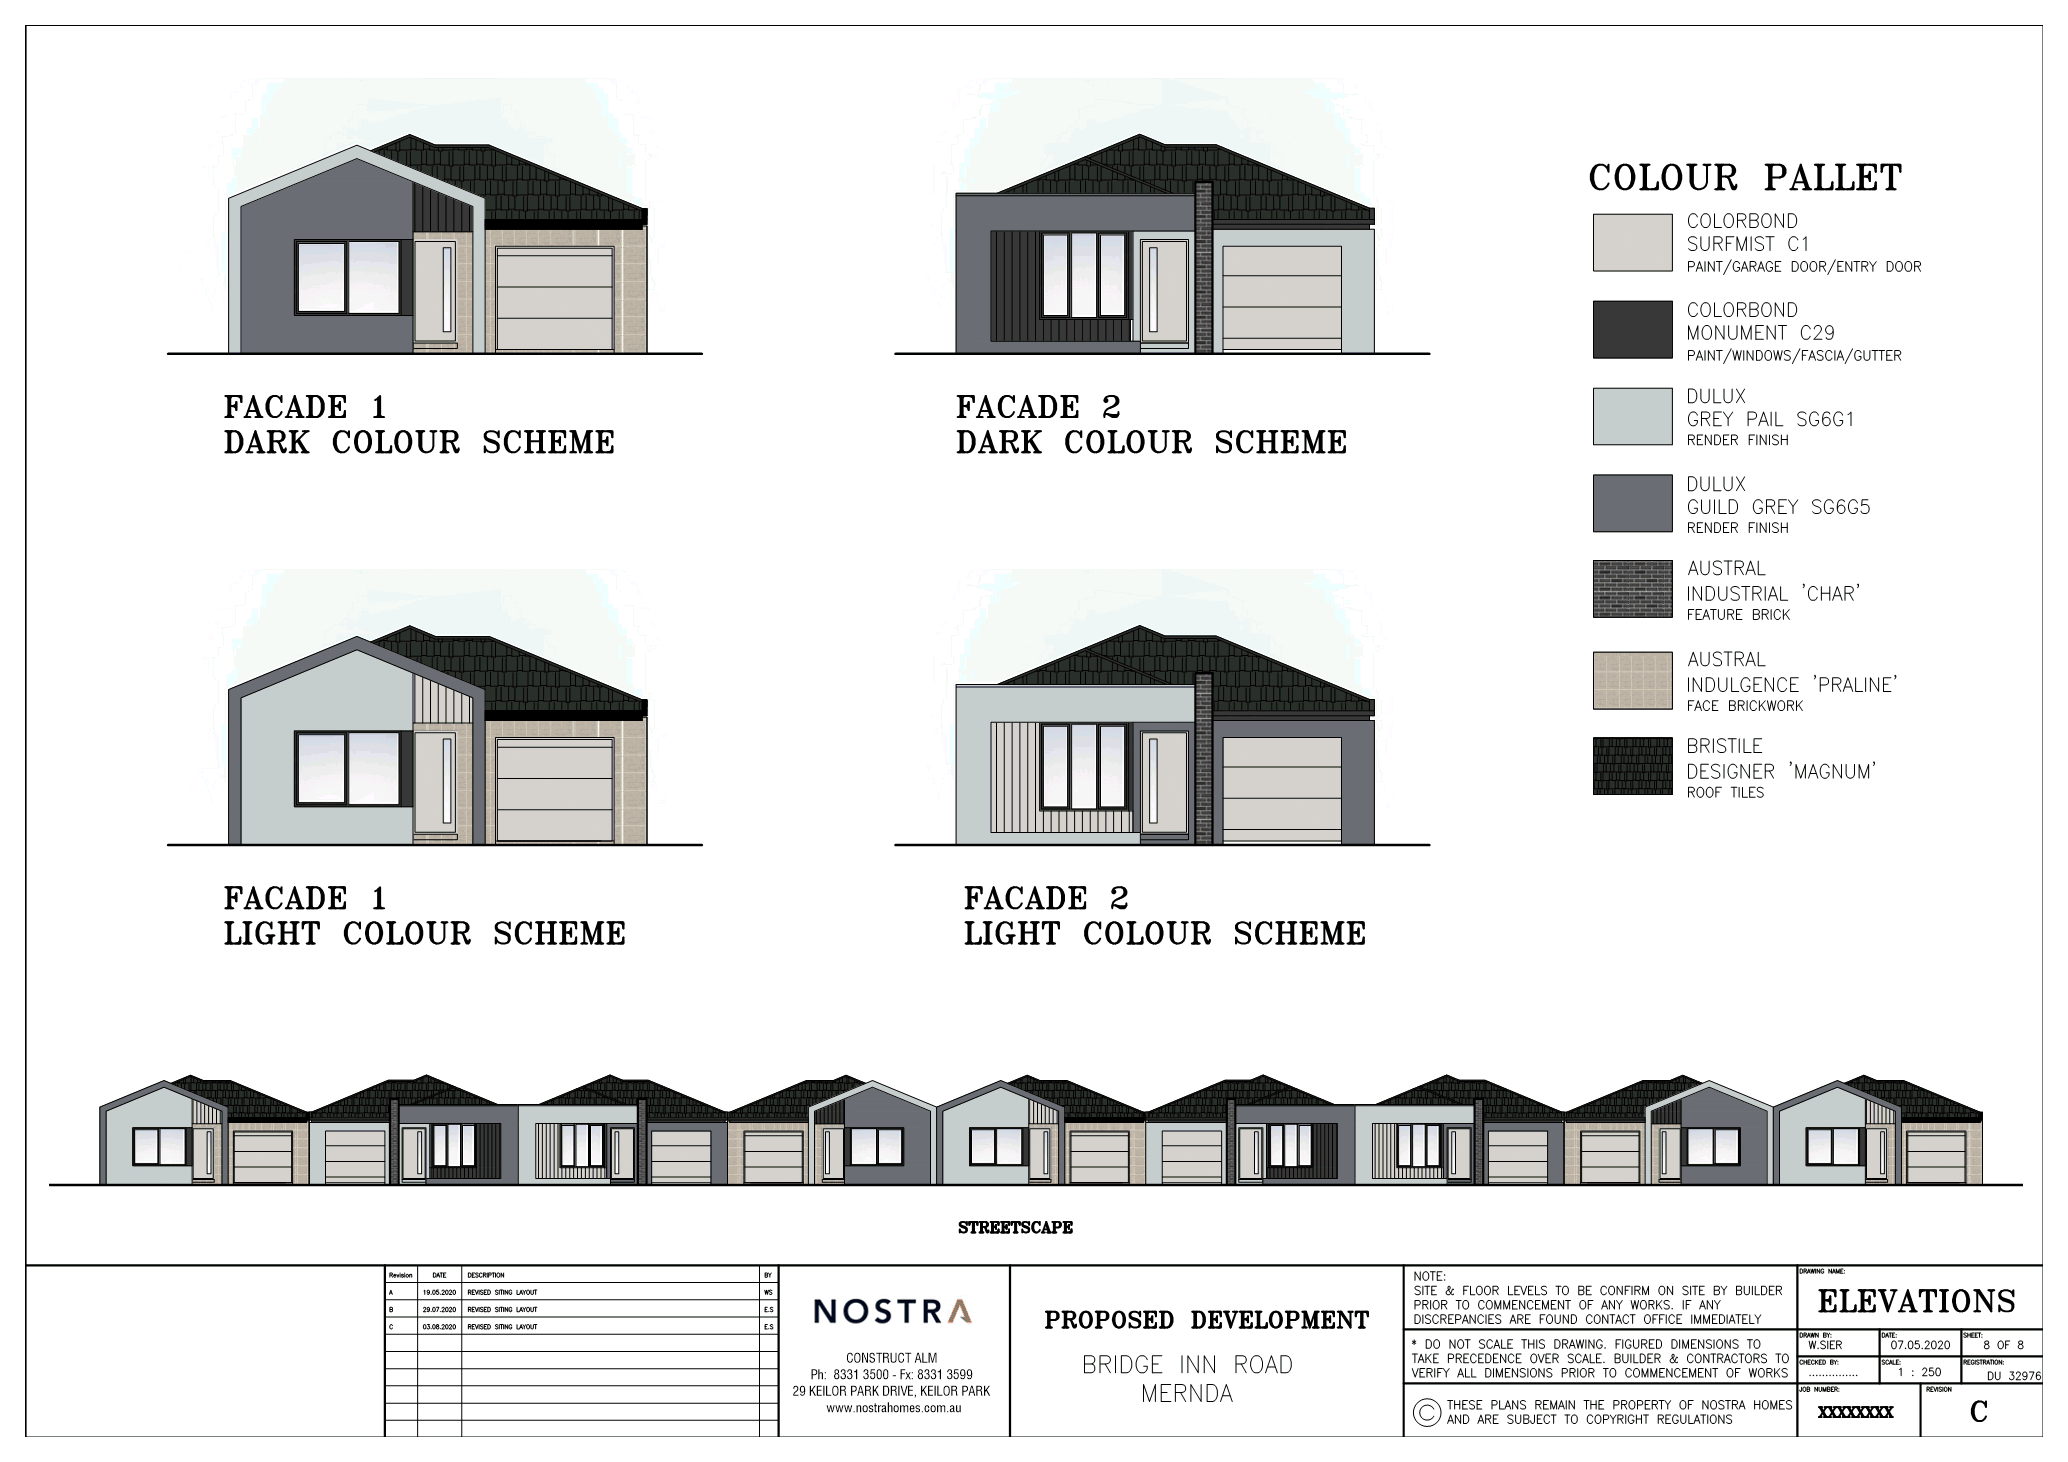 COLOUR PALLET
COLORBOND
SURFMIST C1
PAINT/GARAGE DOOR/ENTRY DOOR
COLORBOND
MONUMENT C29
PAINT/WINDOWS/FASCIA/GUTTER
DULUX
GREY PAIL SG6G1
RENDER FINISH
DULUX
GUILD GREY SG6G5
RENDER FINISH
AUSTRAL
INDUSTRIAL 'CHAR'
FEATURE BRICK
AUSTRAL
INDULGENCE 'PRALINE'
FACE BRICKWORK
BRISTILE
DESIGNER 'MAGNUM'
ROOF TILES
FACADE 1
DARK COLOUR SCHEME
FACADE 2
DARK COLOUR SCHEME
FACADE 1
LIGHT COLOUR SCHEME
FACADE 2
LIGHT COLOUR SCHEME
STREETSCAPE
Revision DATE DESCRIPTION BY
A 19.05.2020 REVISED SITING LAYOUT WS
B 29.07.2020 REVISED SITING LAYOUT E.S
C 03.08.2020 REVISED SITING LAYOUT E.S
NOSTRA
CONSTRUCT ALM
Ph: 8331 3500 - Fx: 8331 3599
29 KEILOR PARK DRIVE, KEILOR PARK
www.nostrahomes.com.au
PROPOSED DEVELOPMENT
BRIDGE INN ROAD
MERNDA
NOTE:
SITE & FLOOR LEVELS TO BE CONFIRM ON SITE BY BUILDER
PRIOR TO COMMENCEMENT OF ANY WORKS. IF ANY
DISCREPANCIES ARE FOUND CONTACT OFFICE IMMEDIATELY
* DO NOT SCALE THIS DRAWING. FIGURED DIMENSIONS TO
TAKE PRECEDENCE OVER SCALE. BUILDER & CONTRACTORS TO
VERIFY ALL DIMENSIONS PRIOR TO COMMENCEMENT OF WORKS
© THESE PLANS REMAIN THE PROPERTY OF NOSTRA HOMES
AND ARE SUBJECT TO COPYRIGHT REGULATIONS
DRAWING NAME:
ELEVATIONS
DRAWN BY: DATE: SHEET:
W.SIER 07.05.2020 8 OF 8
CHECKED BY: SCALE: REGISTRATION:
............... 1 : 250 DU 32976
JOB NUMBER: REVISION
XXXXXXXX C